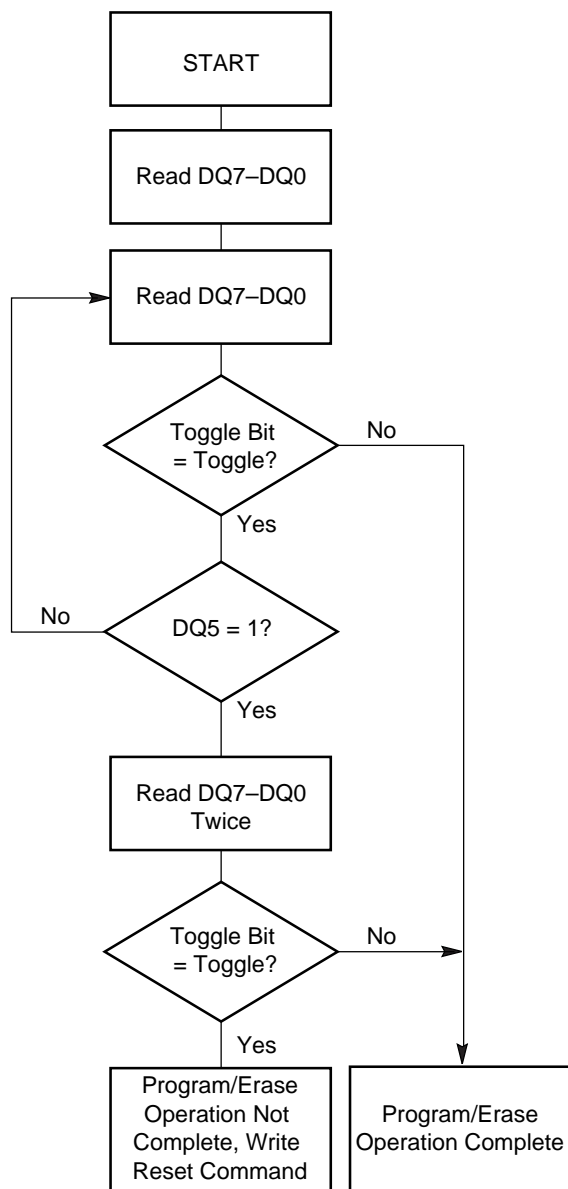 START
Read DQ7–DQ0
Read DQ7–DQ0
Toggle Bit
= Toggle?
No
Yes
No
DQ5 = 1?
Yes
Read DQ7–DQ0
Twice
Toggle Bit
= Toggle?
No
Yes
Program/Erase
Operation Not
Complete, Write
Reset Command
Program/Erase
Operation Complete